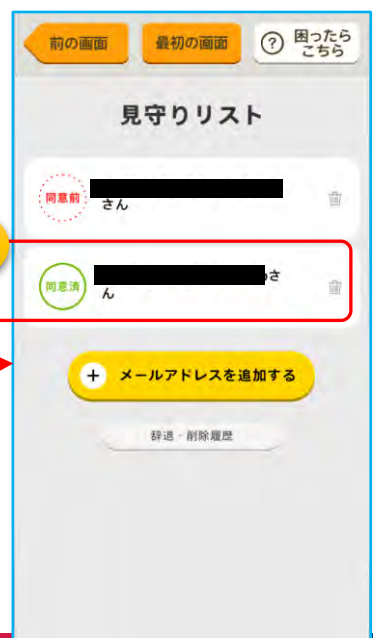 前の画面
最初の画面
? 困ったら
こちら
見守りリスト
同意前
さん
同意済
さ
ん
+ メールアドレスを追加する
辞退・削除履歴